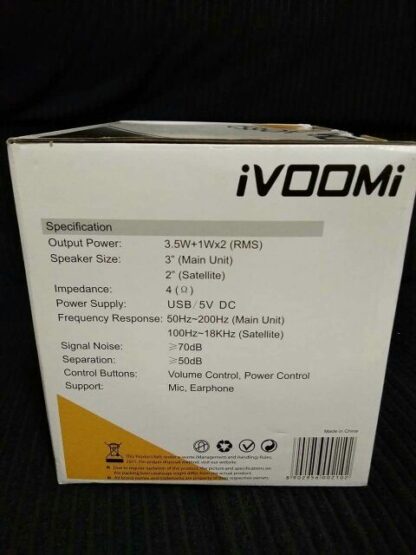 iVOOMi
Specification
Output Power: 3.5W+1Wx2 (RMS)
Speaker Size: 3" (Main Unit)
2" (Satellite)
Impedance: 4 (Ω)
Power Supply: USB/5V DC
Frequency Response: 50Hz~200Hz (Main Unit)
100Hz~18KHz (Satellite)
Signal Noise: ≥70dB
Separation: ≥50dB
Control Buttons: Volume Control, Power Control
Support: Mic, Earphone
Made in China